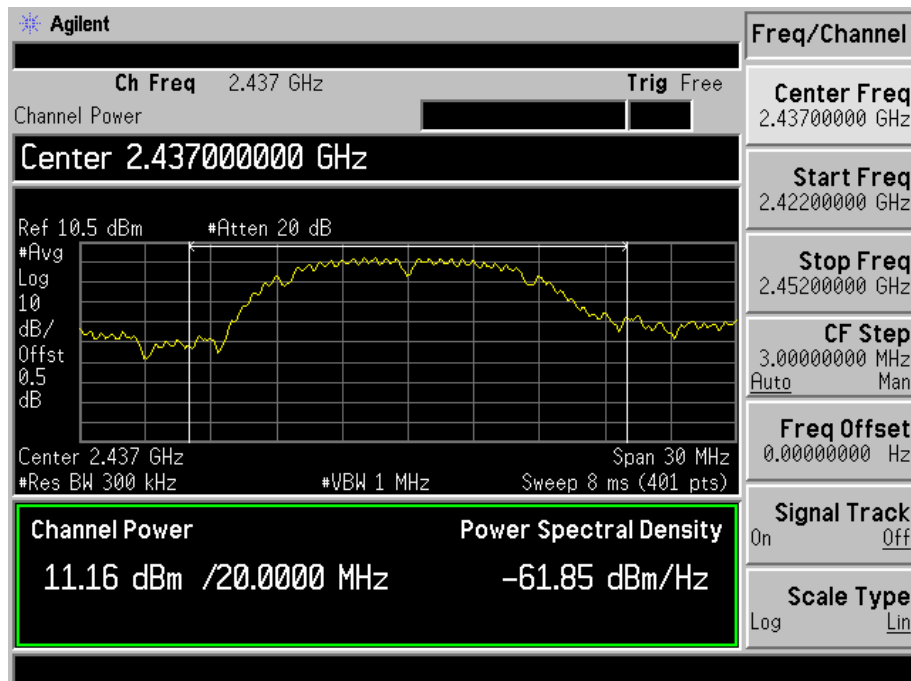 Agilent
Freq/Channel
Ch Freq 2.437 GHz Trig Free
Channel Power
Center 2.437000000 GHz
Ref 10.5 dBm #Atten 20 dB
#Avg
Log
10
dB/
Offst
0.5
dB
Center 2.437 GHz Span 30 MHz
#Res BW 300 kHz #VBW 1 MHz Sweep 8 ms (401 pts)
Channel Power Power Spectral Density
11.16 dBm /20.0000 MHz -61.85 dBm/Hz
Center Freq
2.43700000 GHz
Start Freq
2.42200000 GHz
Stop Freq
2.45200000 GHz
CF Step
3.00000000 MHz
Auto Man
Freq Offset
0.00000000 Hz
Signal Track
On Off
Scale Type
Log Lin